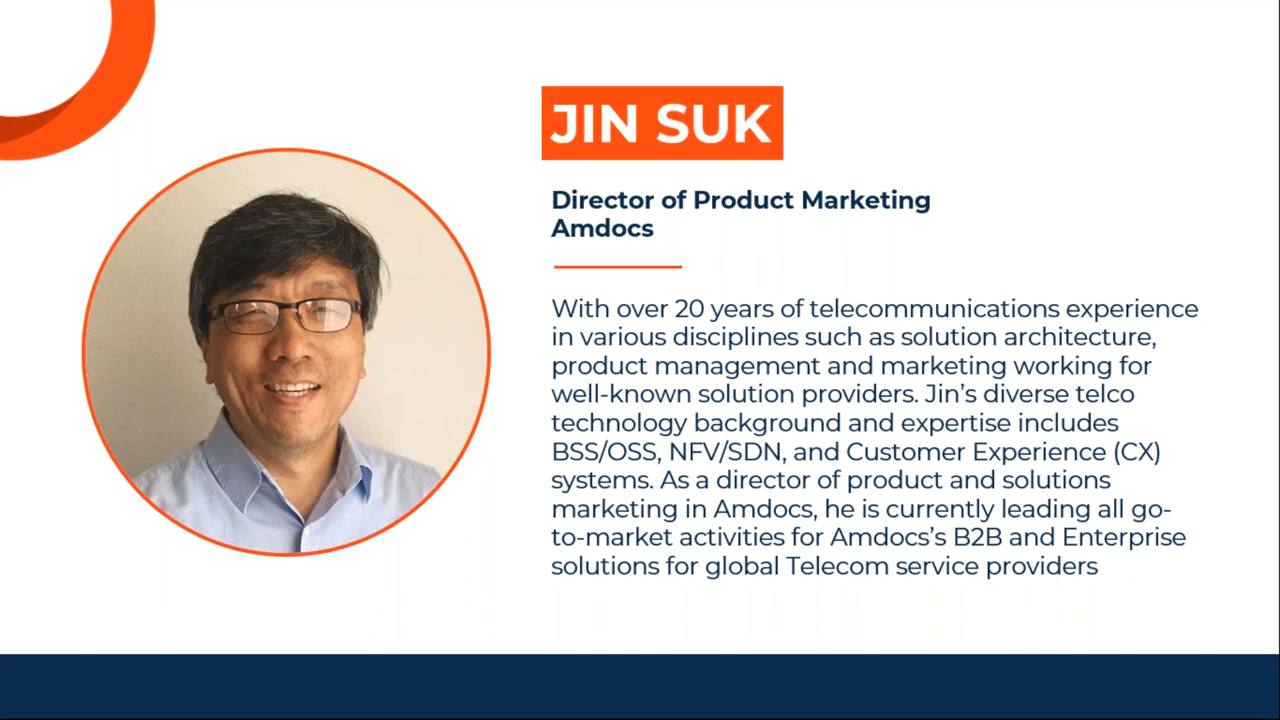 JIN SUK
Director of Product Marketing
Amdocs
With over 20 years of telecommunications experience
in various disciplines such as solution architecture,
product management and marketing working for
well-known solution providers. Jin’s diverse telco
technology background and expertise includes
BSS/OSS, NFV/SDN, and Customer Experience (CX)
systems. As a director of product and solutions
marketing in Amdocs, he is currently leading all go-
to-market activities for Amdocs’s B2B and Enterprise
solutions for global Telecom service providers